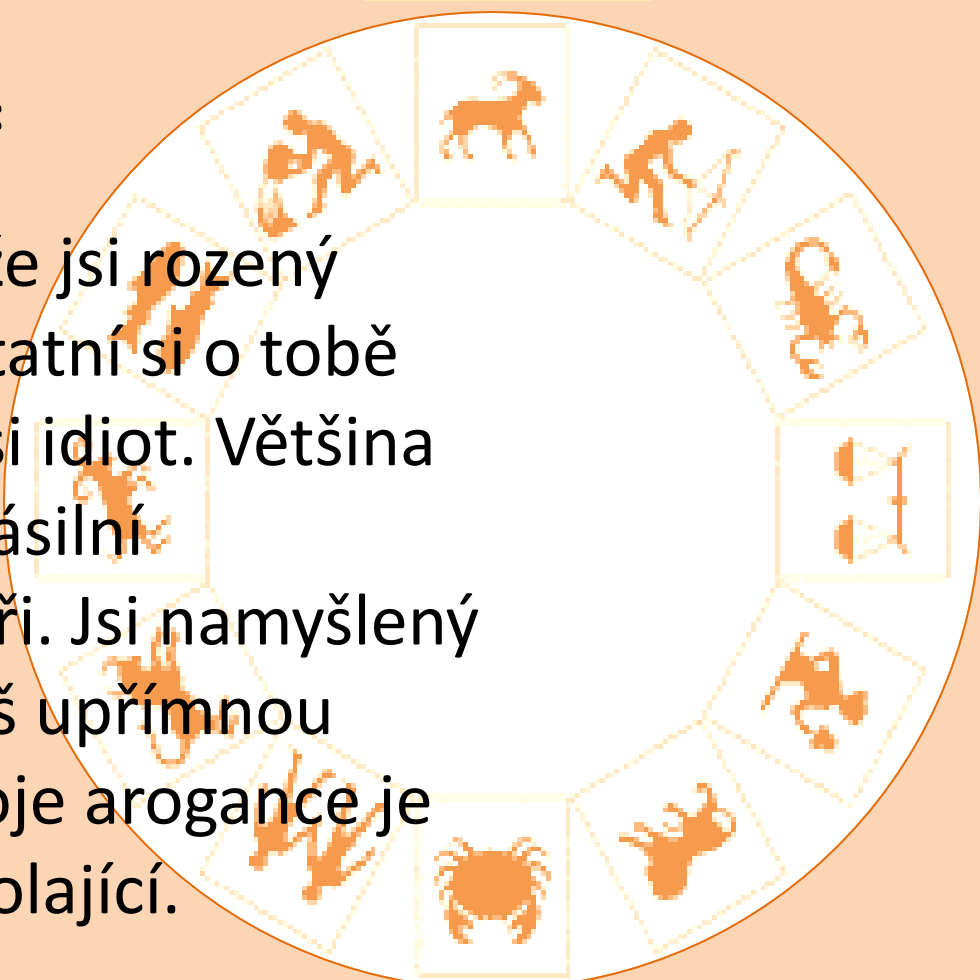 :
že jsi rozený
tatní si o tobě
si idiot. Většina
ásilní
ři. Jsi namyšlený
š upřímnou
oje arogance je
olající.